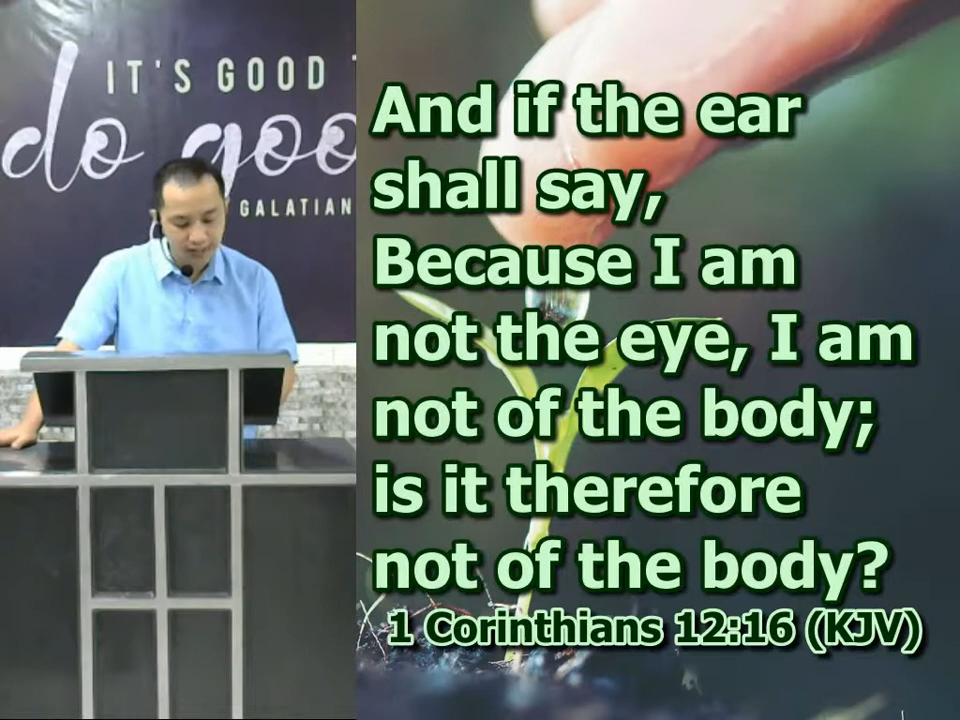 IT'S GOOD
do goo
GALATIAN
And if the ear
shall say,
Because I am
not the eye, I am
not of the body;
is it therefore
not of the body?
1 Corinthians 12:16 (KJV)